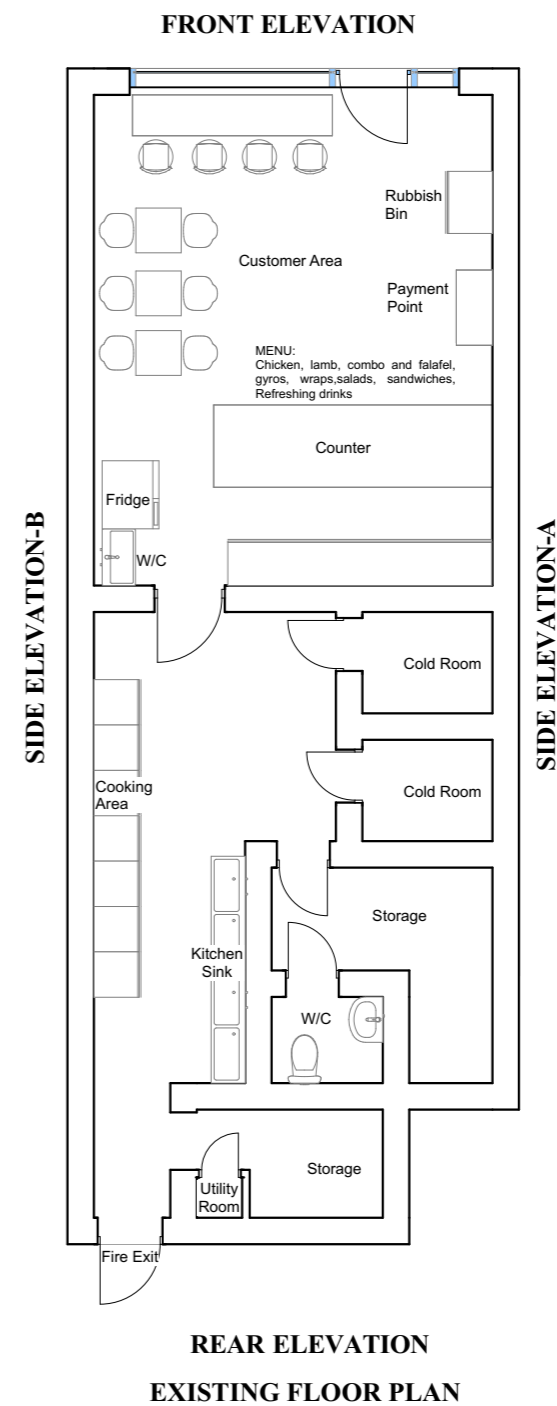 FRONT ELEVATION
Rubbish
Bin
Customer Area
Payment
Point
MENU:
Chicken, lamb, combo and falafel,
gyros, wraps,salads, sandwiches,
Refreshing drinks
Counter
Fridge
W/C
SIDE ELEVATION-B
SIDE ELEVATION-A
Cold Room
Cooking
Area
Cold Room
Storage
Kitchen
Sink
W/C
Storage
Utility
Room
Fire Exit
REAR ELEVATION
EXISTING FLOOR PLAN